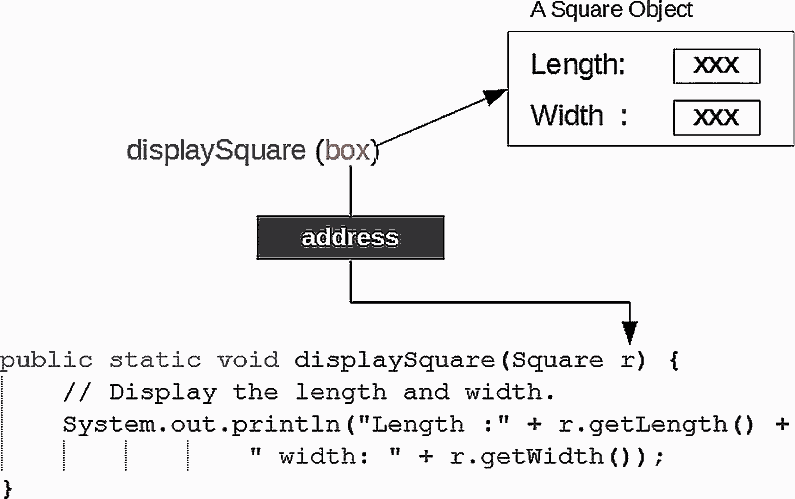 A Square Object
Length: xxx
Width : xxx
displaySquare (box)
address
public static void displaySquare(Square r) {
// Display the length and width.
System.out.println("Length :" + r.getLength() +
" width: " + r.getWidth());
}